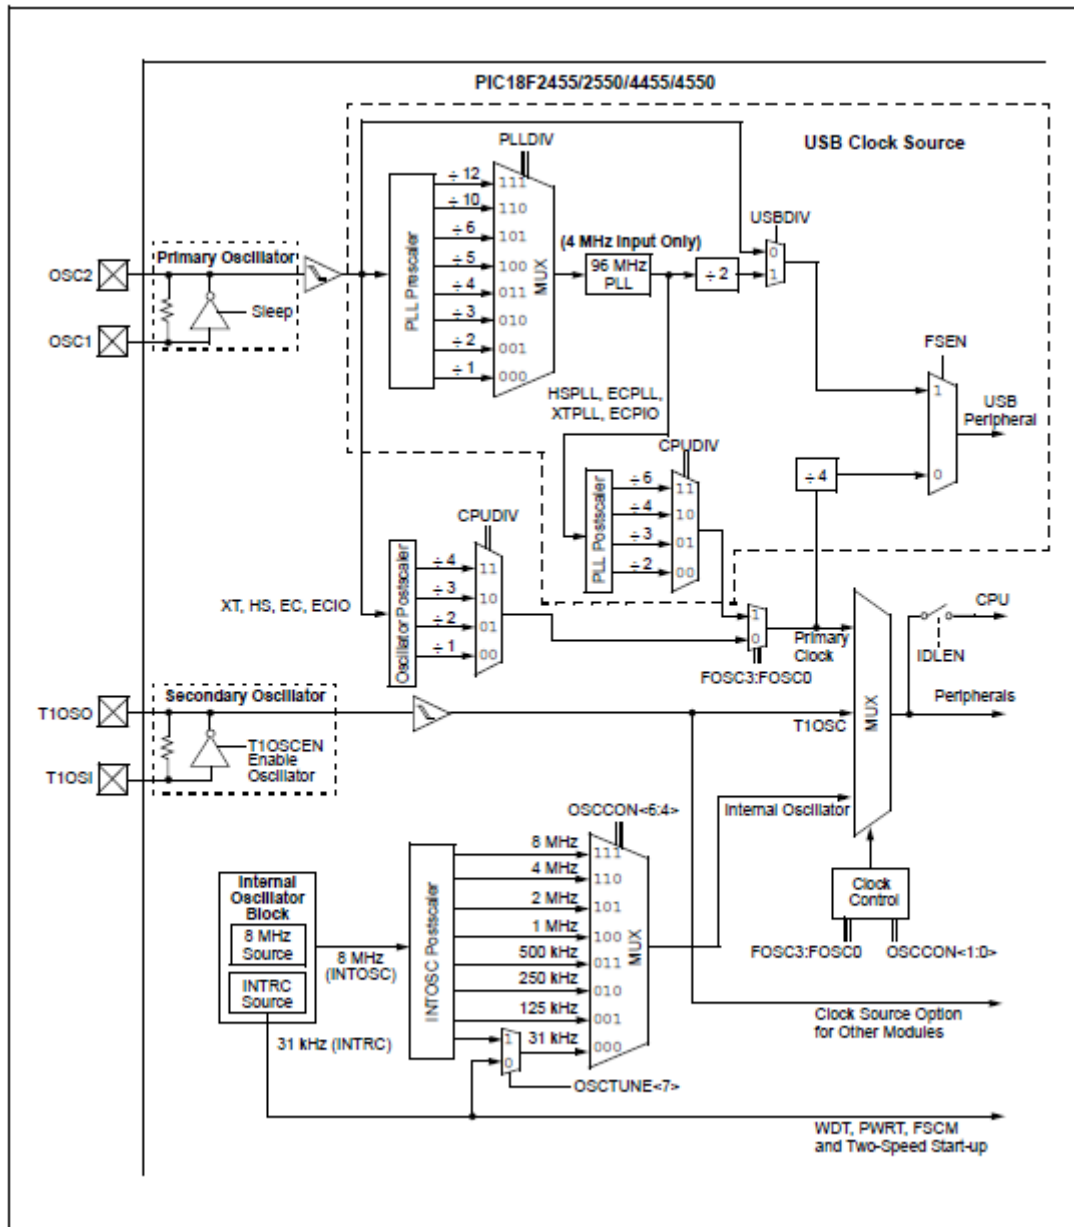 PIC18F2455/2550/4455/4550
USB Clock Source
PLLDIV
PLL Prescaler
÷ 12
÷ 10
÷ 6
÷ 5
÷ 4
÷ 3
÷ 2
÷ 1
111
110
101
100
011
010
001
000
MUX
(4 MHz Input Only)
96 MHz
PLL
÷ 2
USBDIV
0
1
FSEN
1
0
USB
Peripheral
÷ 4
OSC2
OSC1
Primary Oscillator
Sleep
HSPLL, ECPLL,
XTPLL, ECPIO
CPUDIV
PLL Postscaler
÷ 6
÷ 4
÷ 3
÷ 2
11
10
01
00
CPUDIV
XT, HS, EC, ECIO
Oscillator Postscaler
÷ 4
÷ 3
÷ 2
÷ 1
11
10
01
00
1
0
Primary
Clock
FOSC3:FOSC0
CPU
IDLEN
Peripherals
MUX
Secondary Oscillator
T1OSO
T1OSI
T1OSCEN
Enable
Oscillator
T1OSC
Internal Oscillator
OSCCON<6:4>
Internal
Oscillator
Block
8 MHz
Source
INTRC
Source
8 MHz
(INTOSC)
31 kHz (INTRC)
INTOSC Postscaler
8 MHz
4 MHz
2 MHz
1 MHz
500 kHz
250 kHz
125 kHz
1
0
31 kHz
111
110
101
100
011
010
001
000
MUX
OSCTUNE<7>
Clock
Control
FOSC3:FOSC0
OSCCON<1:0>
Clock Source Option
for Other Modules
WDT, PWRT, FSCM
and Two-Speed Start-up